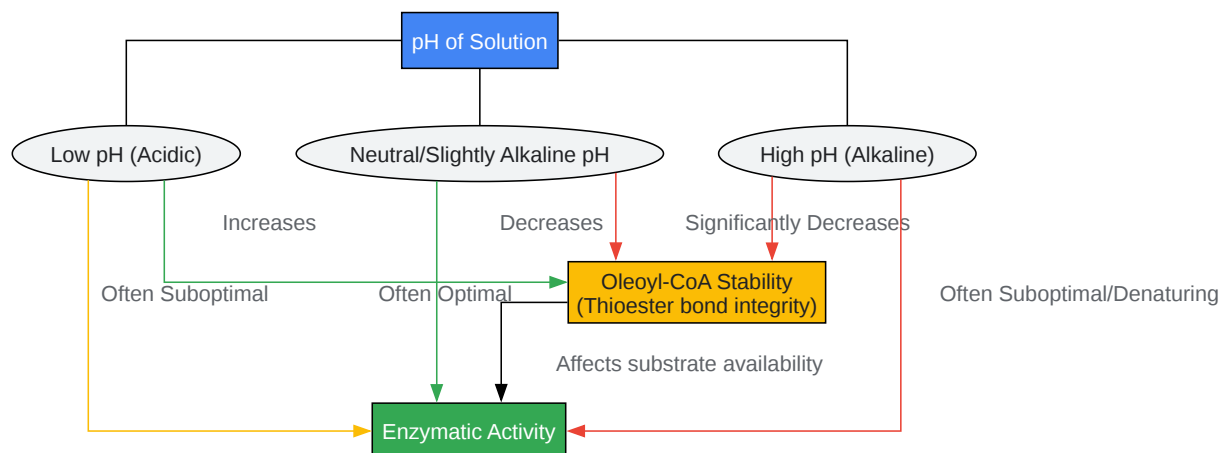 pH of Solution
Low pH (Acidic)
Neutral/Slightly Alkaline pH
High pH (Alkaline)
Increases
Decreases
Significantly Decreases
Oleoyl-CoA Stability
(Thioester bond integrity)
Often Suboptimal
Often Optimal
Often Suboptimal/Denaturing
Affects substrate availability
Enzymatic Activity